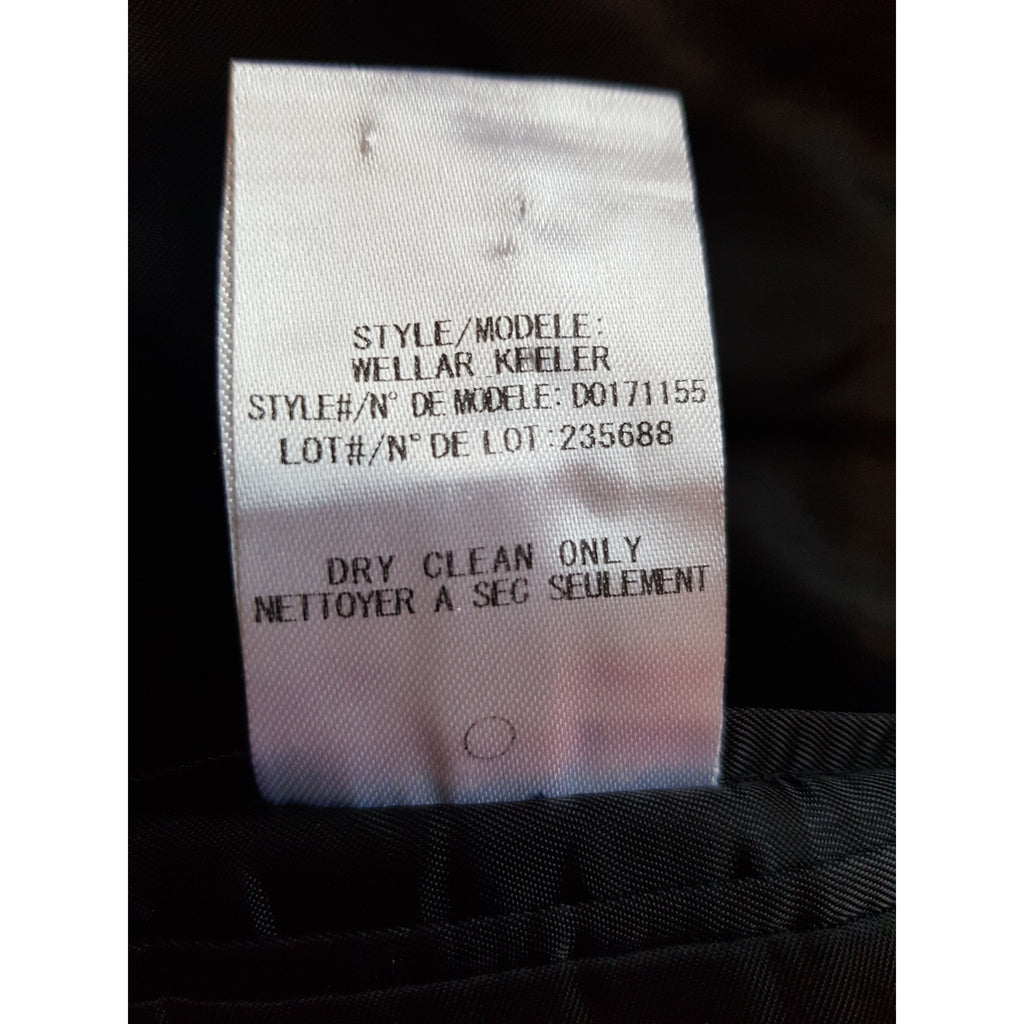 STYLE/MODELE:
WELLAR KEELER
STYLE#/N° DE MODELE: D0171155
LOT#/N° DE LOT:235688
DRY CLEAN ONLY
NETTOYER A SEC SEULEMENT